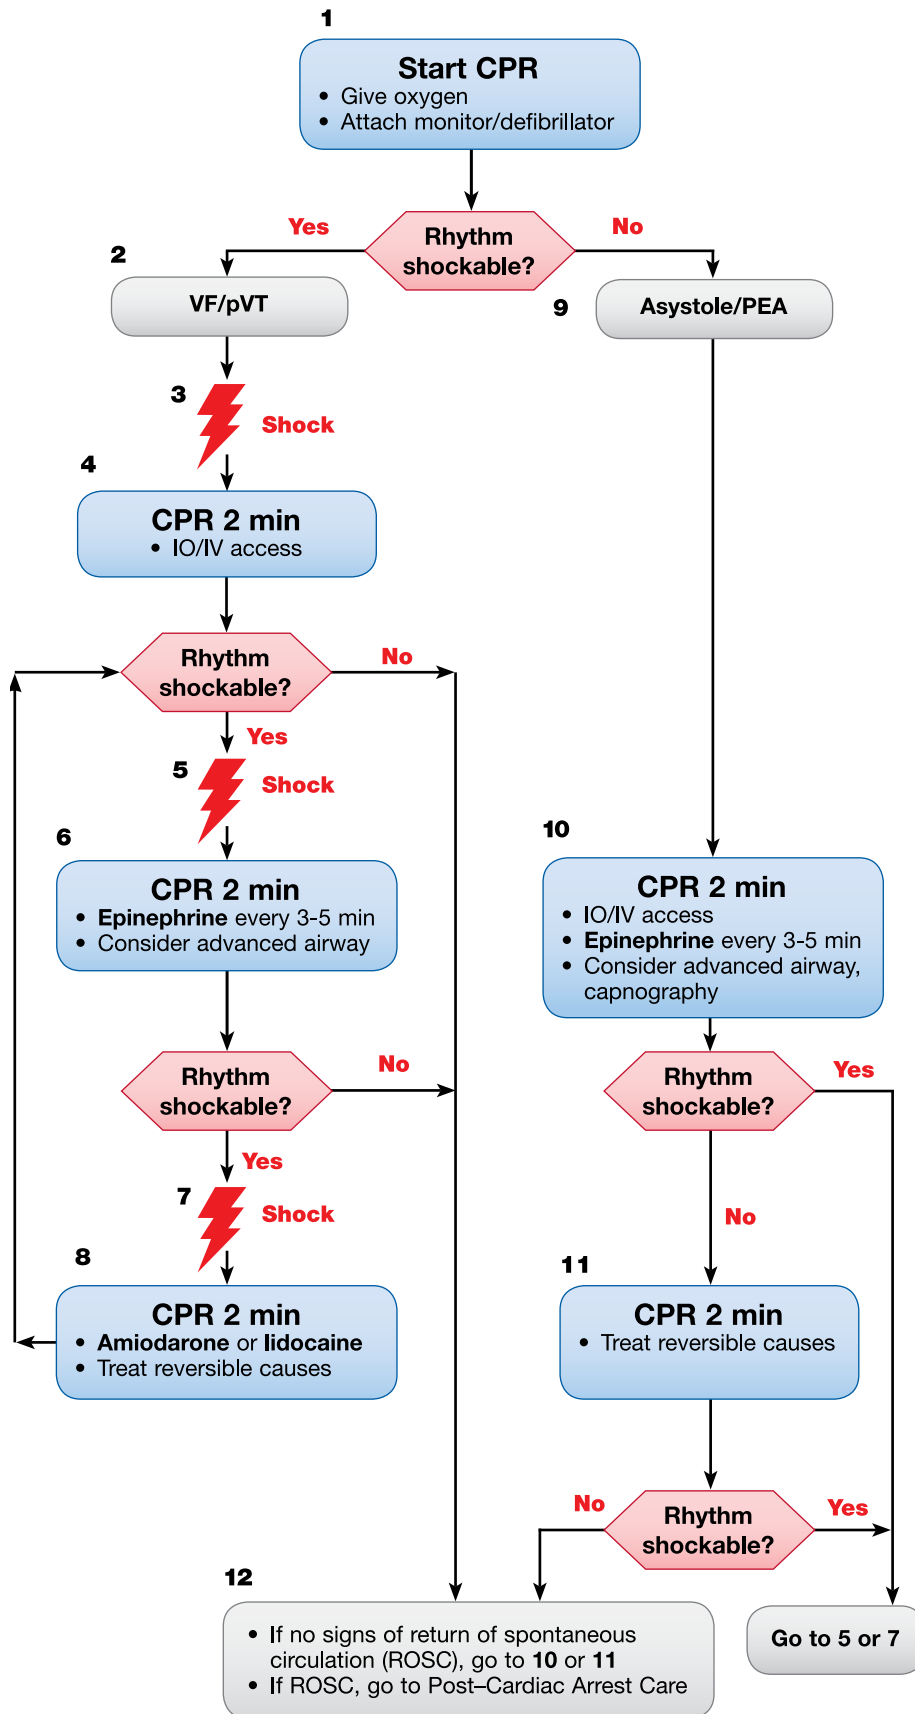 1
Start CPR
• Give oxygen
• Attach monitor/defibrillator
Rhythm
shockable?
Yes
No
2
VF/pVT
9
Asystole/PEA
3
Shock
4
CPR 2 min
• IO/IV access
Rhythm
shockable?
No
Yes
5
Shock
6
CPR 2 min
• Epinephrine every 3-5 min
• Consider advanced airway
10
CPR 2 min
• IO/IV access
• Epinephrine every 3-5 min
• Consider advanced airway,
capnography
Rhythm
shockable?
No
Yes
Rhythm
shockable?
Yes
No
7
Shock
8
CPR 2 min
• Amiodarone or lidocaine
• Treat reversible causes
11
CPR 2 min
• Treat reversible causes
Rhythm
shockable?
No
Yes
12
• If no signs of return of spontaneous
circulation (ROSC), go to 10 or 11
• If ROSC, go to Post–Cardiac Arrest Care
Go to 5 or 7